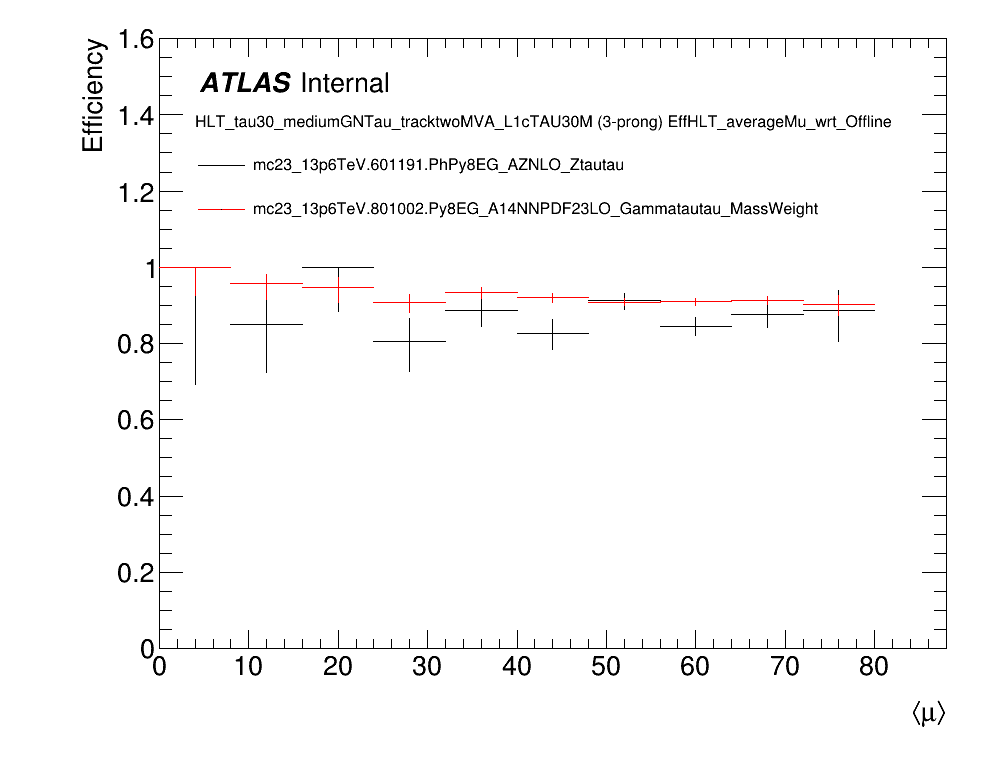 Efficiency
1.6
1.4
1.2
1
0.8
0.6
0.4
0.2
0
ATLAS Internal
HLT_tau30_mediumGNTau_tracktwoMVA_L1cTAU30M (3-prong) EffHLT_averageMu_wrt_Offline
mc23_13p6TeV.601191.PhPy8EG_AZNLO_Ztautau
mc23_13p6TeV.801002.Py8EG_A14NNPDF23LO_Gammatautau_MassWeight
0 10 20 30 40 50 60 70 80
⟨μ⟩